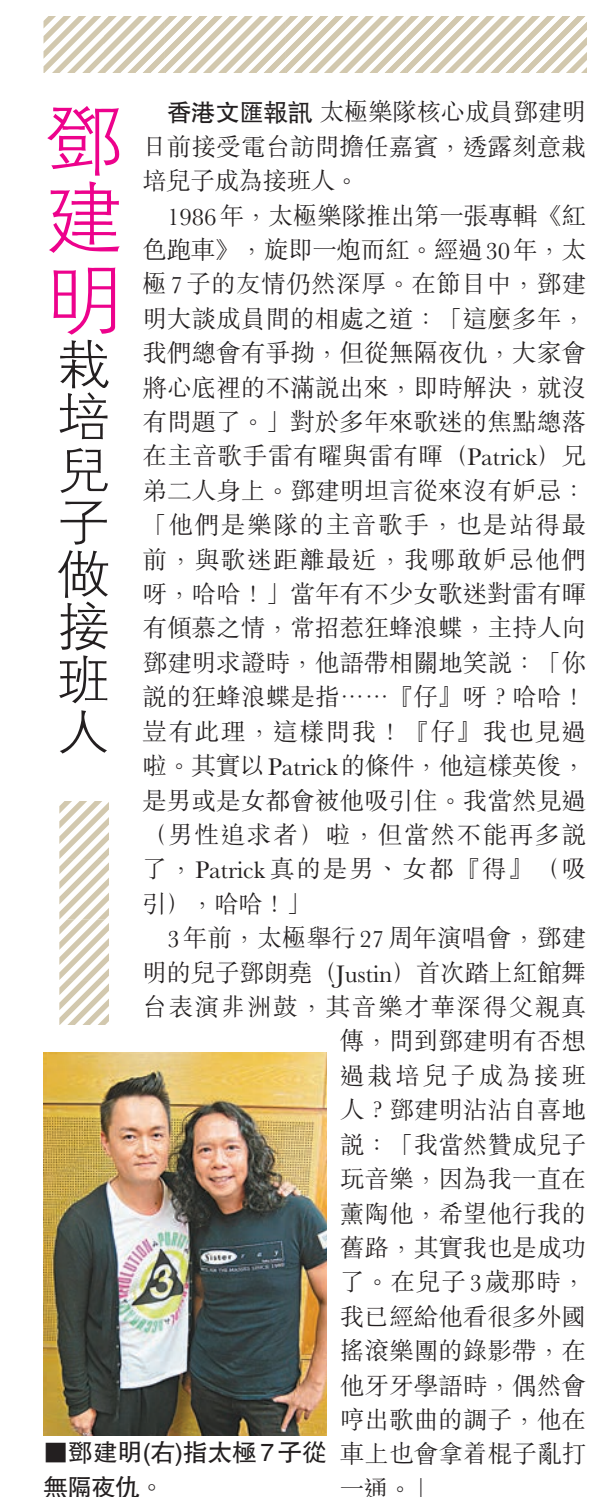 鄧建明栽培兒子做接班人
香港文匯報訊 太極樂隊核心成員鄧建明
日前接受電台訪問擔任嘉賓，透露刻意栽
培兒子成為接班人。
1986年，太極樂隊推出第一張專輯《紅
色跑車》，旋即一炮而紅。經過30年，太
極7子的友情仍然深厚。在節目中，鄧建
明大談成員間的相處之道：「這麼多年，
我們總會有爭拗，但從無隔夜仇，大家會
將心底裡的不滿說出來，即時解決，就沒
有問題了。」對於多年來歌迷的焦點總落
在主音歌手雷有曜與雷有暉（Patrick）兄
弟二人身上。鄧建明坦言從來沒有妒忌：
「他們是樂隊的主音歌手，也是站得最
前，與歌迷距離最近，我哪敢妒忌他們
呀，哈哈！」當年有不少女歌迷對雷有暉
有傾慕之情，常招惹狂蜂浪蝶，主持人向
鄧建明求證時，他語帶相關地笑說：「你
說的狂蜂浪蝶是指……『仔』呀？哈哈！
豈有此理，這樣問我！『仔』我也見過
啦。其實以Patrick的條件，他這樣英俊，
是男或是女都會被他吸引住。我當然見過
（男性追求者）啦，但當然不能再多說
了，Patrick真的是男、女都『得』（吸
引），哈哈！」
3年前，太極舉行27周年演唱會，鄧建
明的兒子鄧朗堯（Justin）首次踏上紅館舞
台表演非洲鼓，其音樂才華深得父親真
傳，問到鄧建明有否想
過栽培兒子成為接班
人？鄧建明沾沾自喜地
說：「我當然贊成兒子
玩音樂，因為我一直在
薰陶他，希望他行我的
舊路，其實我也是成功
了。在兒子3歲那時，
我已經給他看很多外國
搖滾樂團的錄影帶，在
他牙牙學語時，偶然會
哼出歌曲的調子，他在
車上也會拿着棍子亂打
一通。」
PURIT
3
Sister ray
■鄧建明(右)指太極7子從
無隔夜仇。